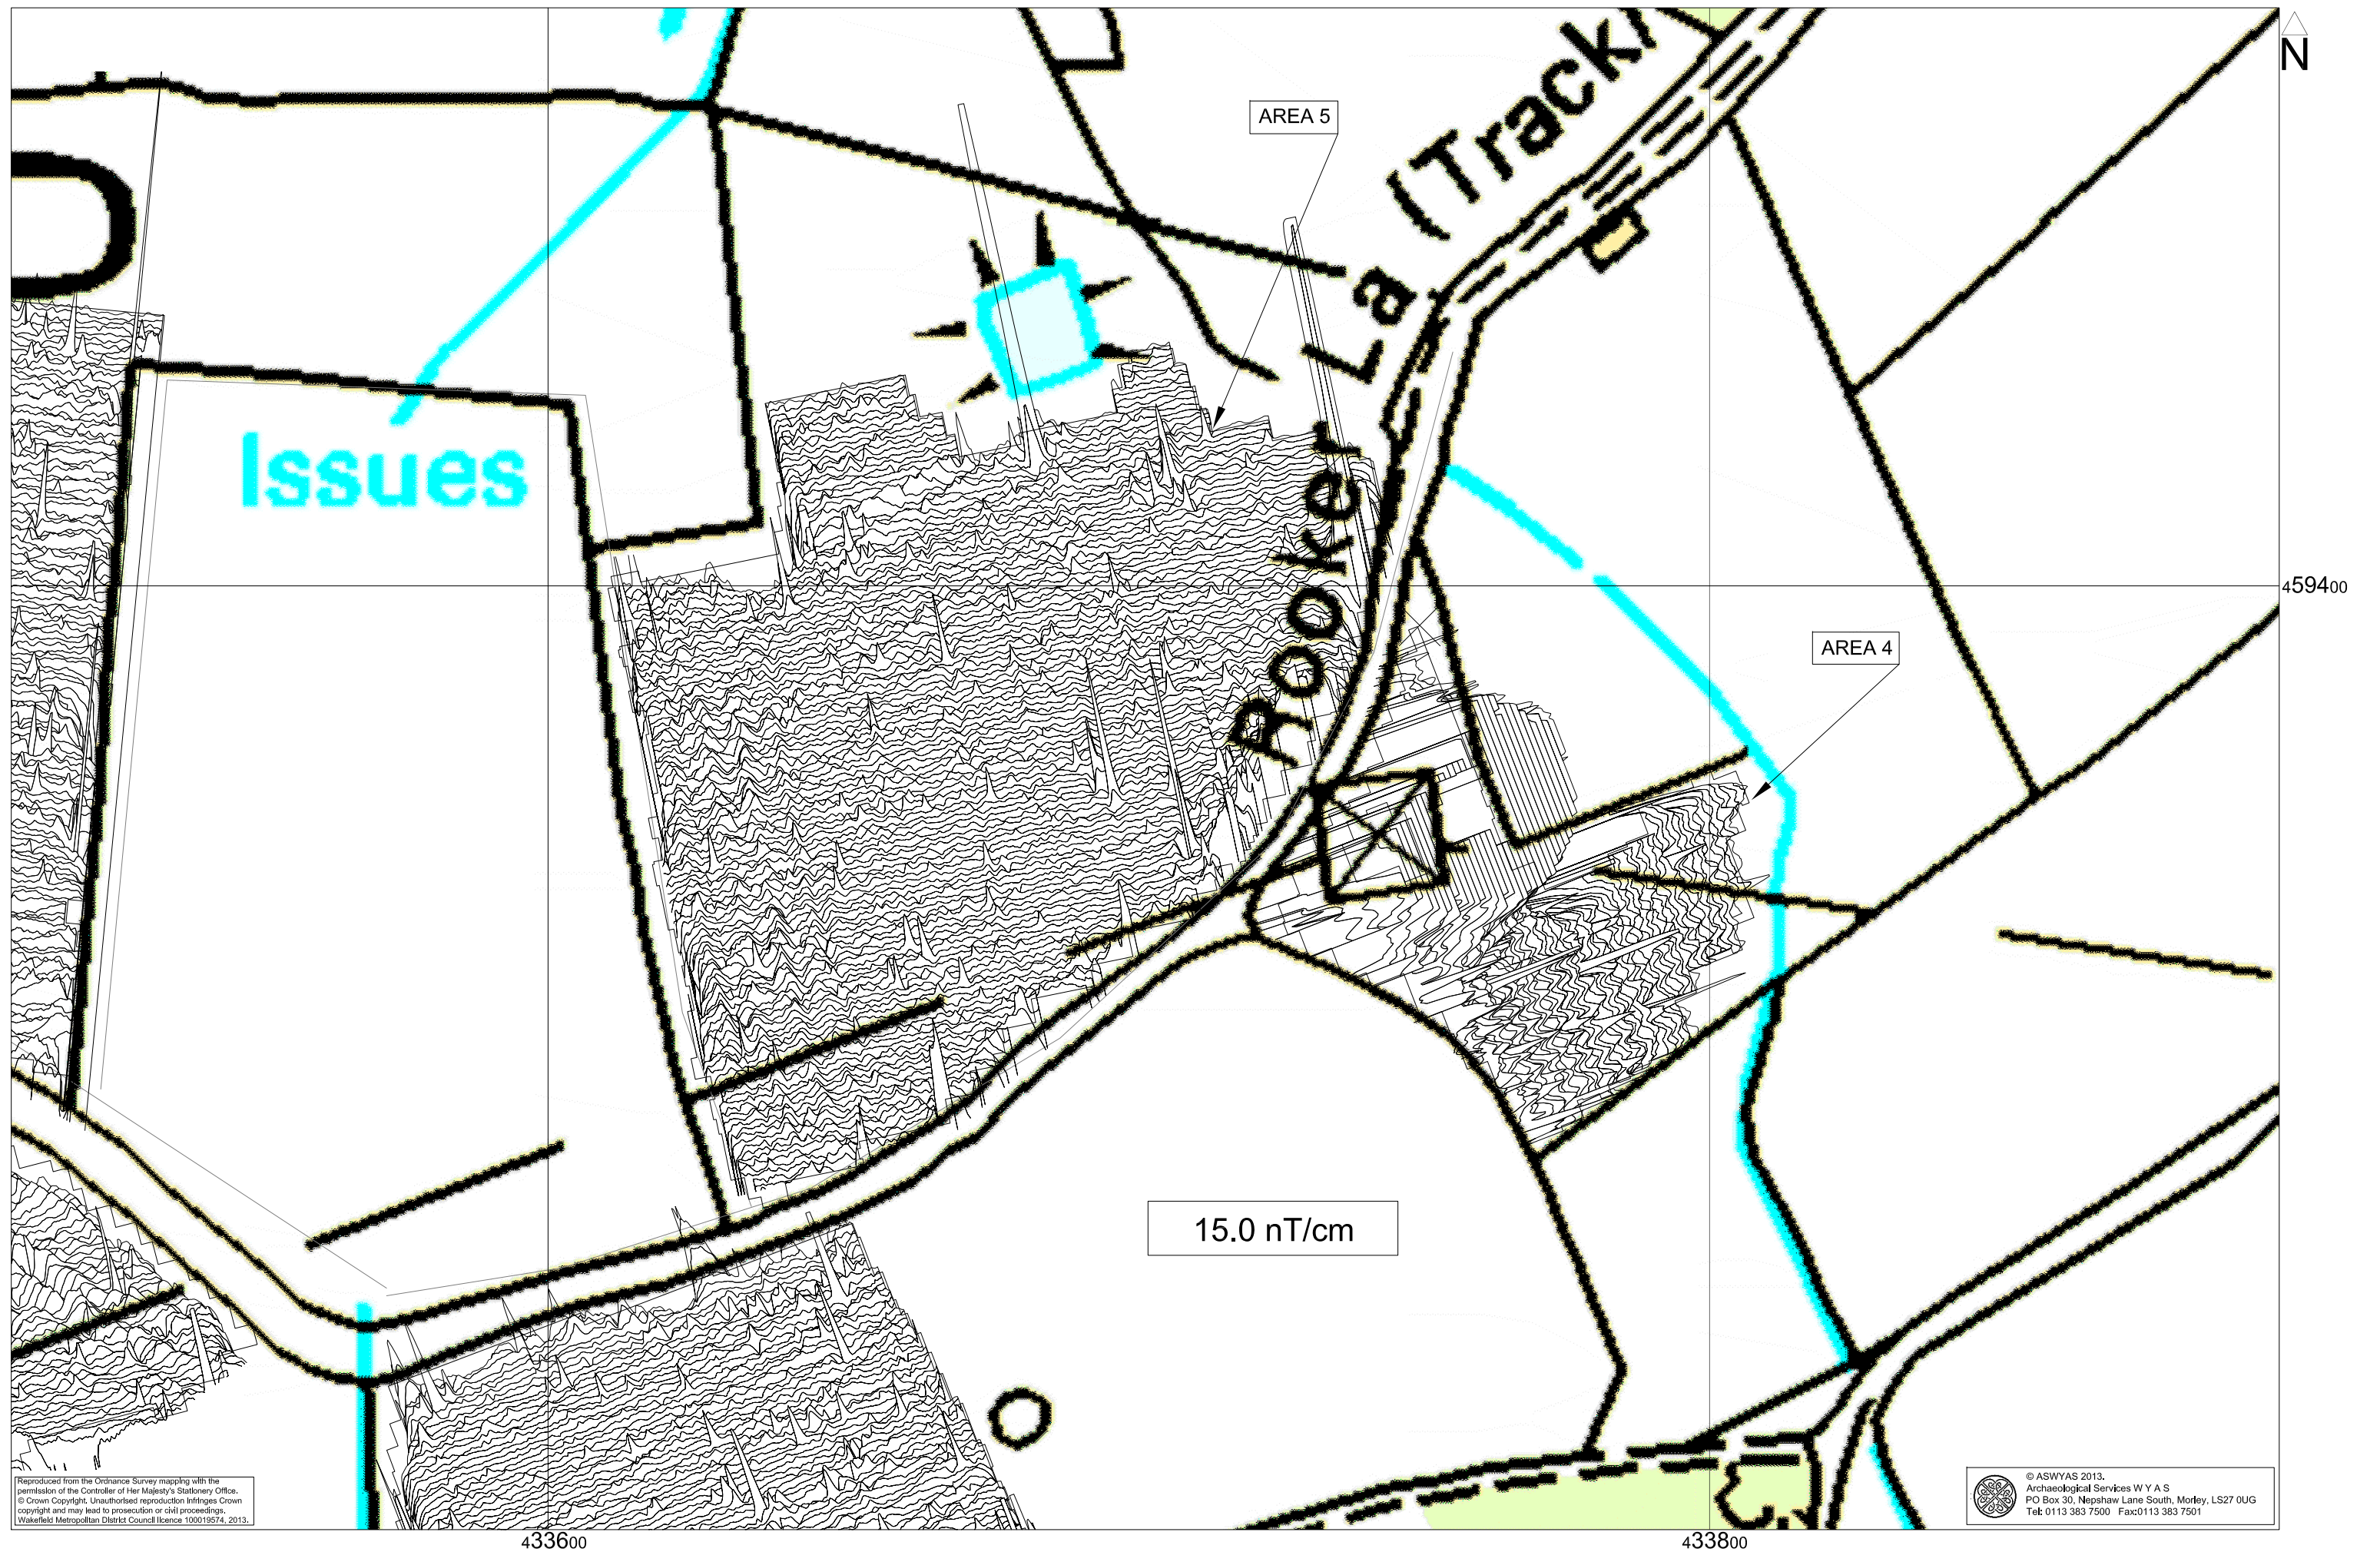 N
AREA 5
Rooker La (Track)
Issues
459400
AREA 4
15.0 nT/cm
Reproduced from the Ordnance Survey mapping with the
permission of the Controller of Her Majesty's Stationery Office.
© Crown Copyright. Unauthorised reproduction infringes Crown
copyright and may lead to prosecution or civil proceedings.
Wakefield Metropolitan District Council licence 100019574, 2013.
© ASWYAS 2013.
Archaeological Services W Y A S
PO Box 30, Nepshaw Lane South, Morley, LS27 0UG
Tel: 0113 383 7500 Fax:0113 383 7501
433600
433800